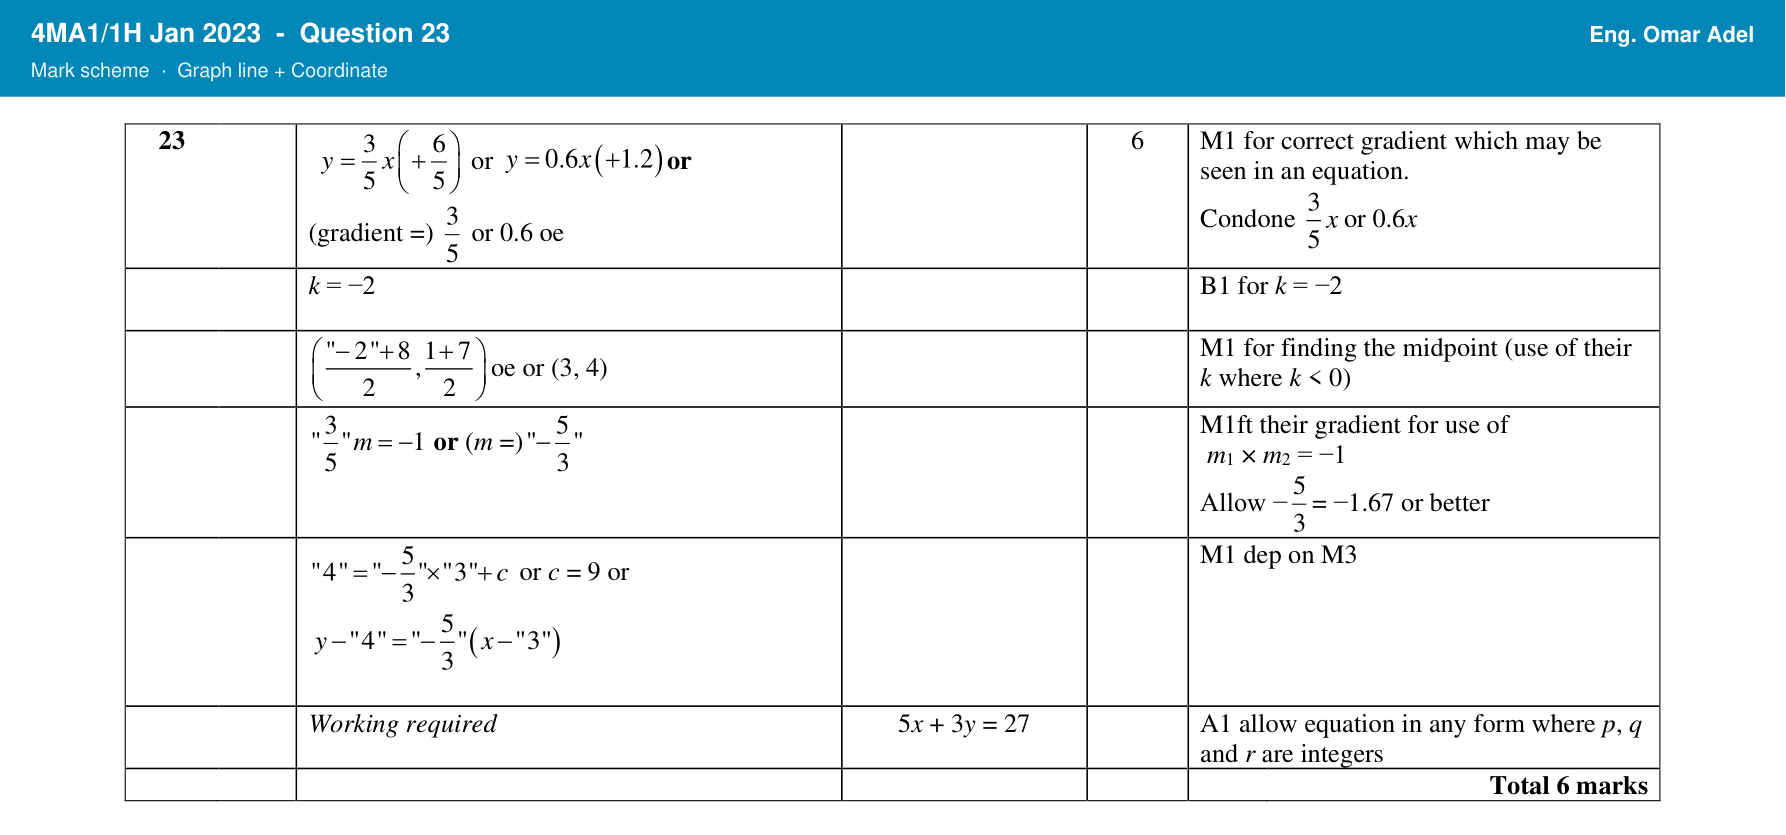 4MA1/1H Jan 2023 - Question 23
Eng. Omar Adel
Mark scheme · Graph line + Coordinate
23
y = 3/5 x (+ 6/5) or y = 0.6x (+1.2) or
(gradient =) 3/5 or 0.6 oe
6
M1 for correct gradient which may be
seen in an equation.
Condone 3/5 x or 0.6x
k = −2
B1 for k = −2
("−2"+8 / 2 , 1+7 / 2) oe or (3, 4)
M1 for finding the midpoint (use of their
k where k < 0)
"3/5" m = −1 or (m =) "− 5/3"
M1ft their gradient for use of
m₁ × m₂ = −1
Allow − 5/3 = −1.67 or better
"4" = "− 5/3" × "3" + c or c = 9 or
y − "4" = "− 5/3" (x − "3")
M1 dep on M3
Working required
5x + 3y = 27
A1 allow equation in any form where p, q
and r are integers
Total 6 marks